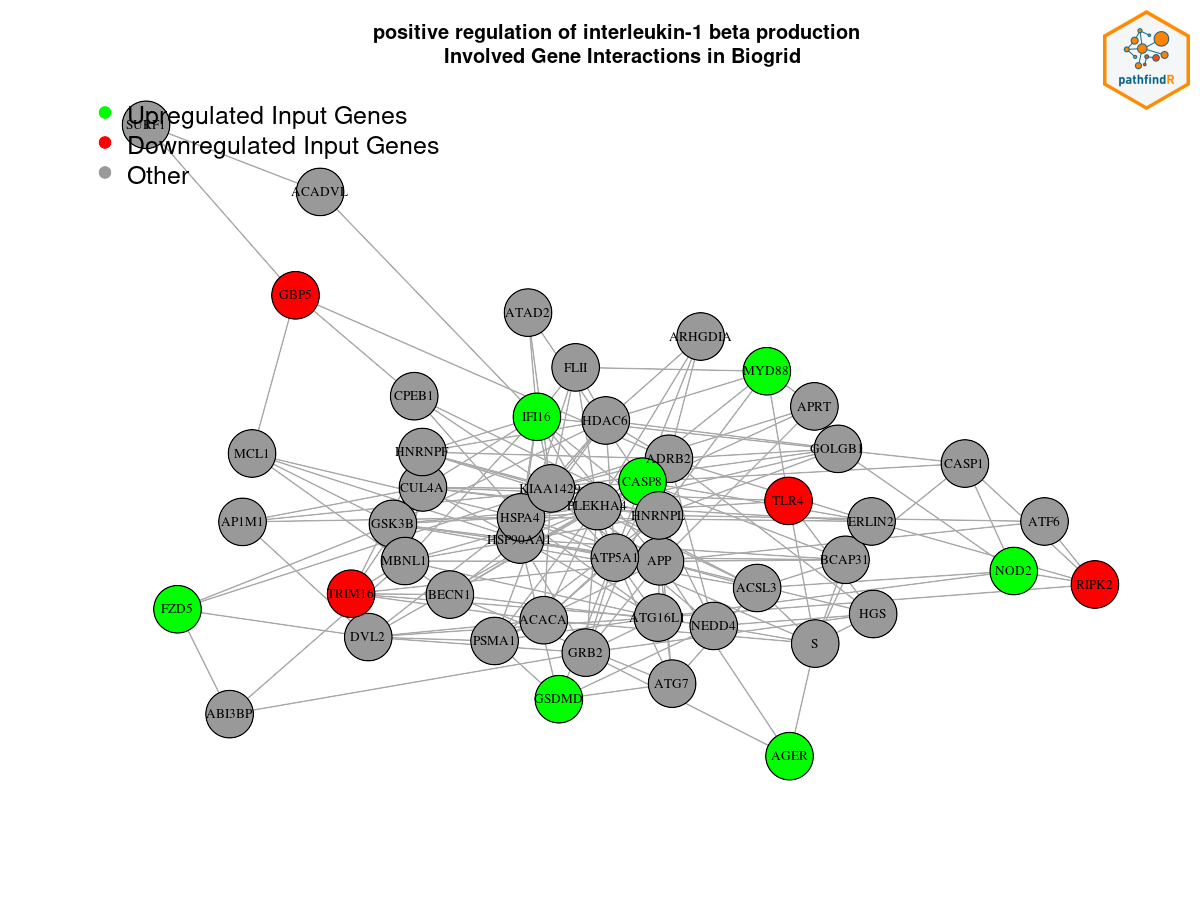 positive regulation of interleukin-1 beta production
Involved Gene Interactions in Biogrid
pathfindR
Upregulated Input Genes
Downregulated Input Genes
Other
SURF1
ACADVL
GBP5
ATAD2
ARHGDIA
FLII
MYD88
CPEB1
APRT
IFI16
HDAC6
GOLGB1
HNRNPF
MCL1
ADRB2
CASP1
CASP8
CUL4A
KIAA1429
TLR4
PLEKHA4
HNRNPL
HSPA4
AP1M1
GSK3B
ERLIN2
ATF6
HSP90AA1
ATP5A1
APP
MBNL1
BCAP31
NOD2
RIPK2
ACSL3
TRIM16
BECN1
FZD5
HGS
ATG16L1
ACACA
NEDD4
DVL2
PSMA1
S
GRB2
ATG7
GSDMD
ABI3BP
AGER